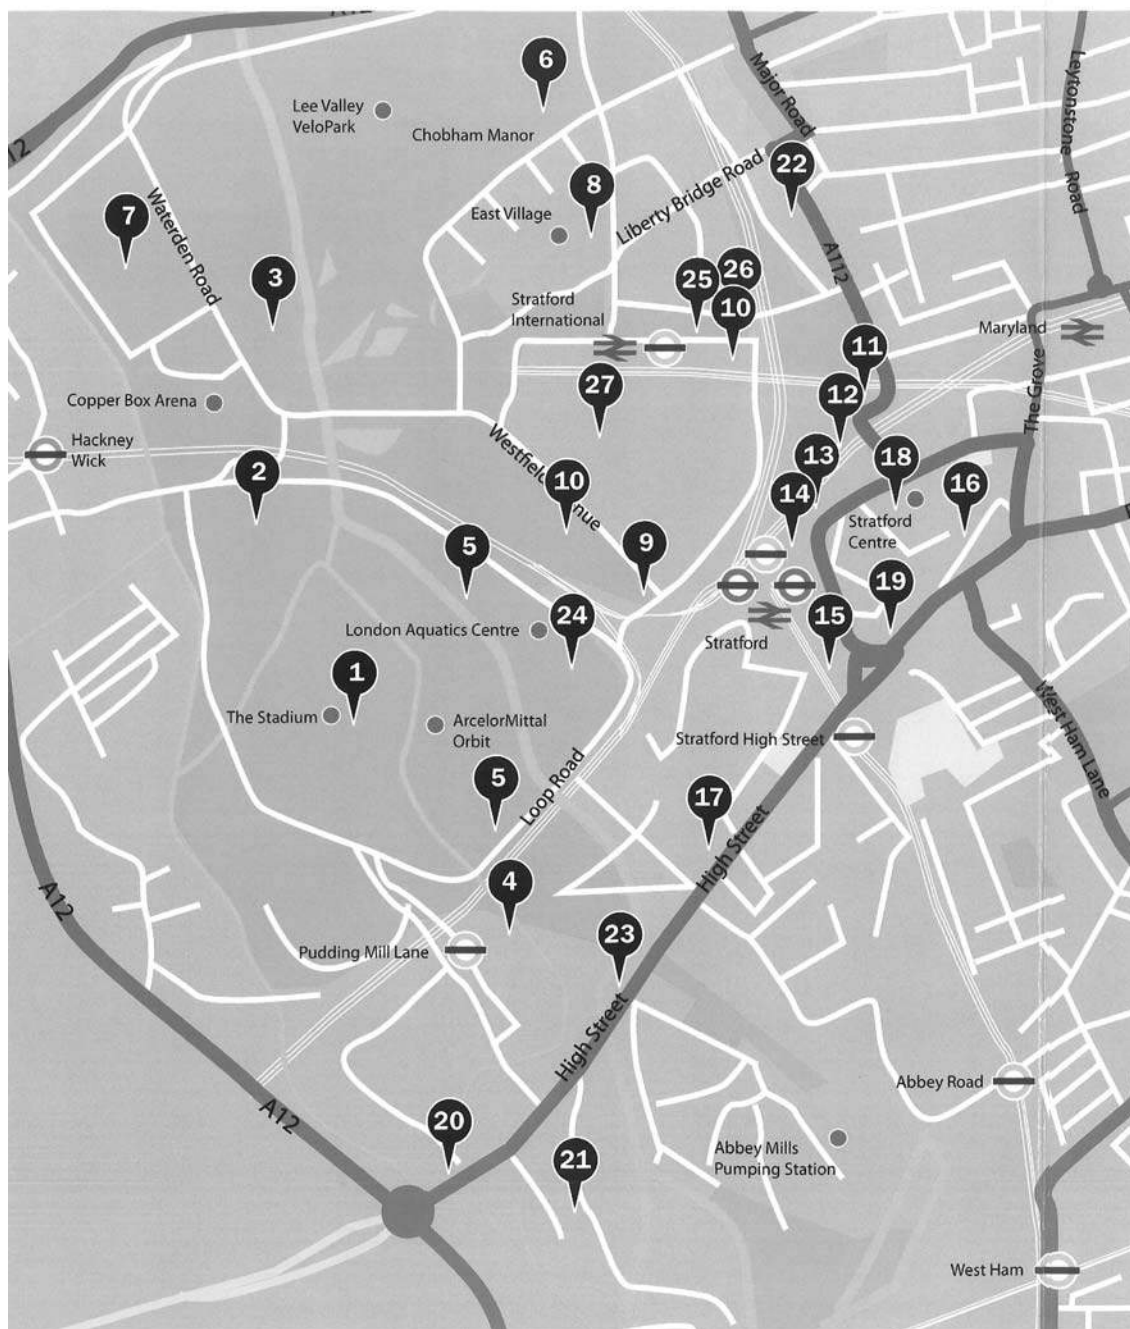 A12
6
Lee Valley
VeloPark
Chobham Manor
Major Road
Leytonstone
Road
12
7
Waterden Road
8
East Village
Liberty Bridge Road
22
A112
3
25
26
10
Stratford
International
Maryland
11
The Grove
27
12
Copper Box Arena
Hackney
Wick
Westfield
nue
2
10
13
14
18
16
Stratford
Centre
5
9
19
24
London Aquatics Centre
15
Stratford
1
The Stadium
ArcelorMittal
Orbit
Stratford High Street
West Ham Lane
5
Loop Road
17
High Street
4
A12
Pudding Mill Lane
23
High Street
Abbey Road
A12
20
21
Abbey Mills
Pumping Station
West Ham